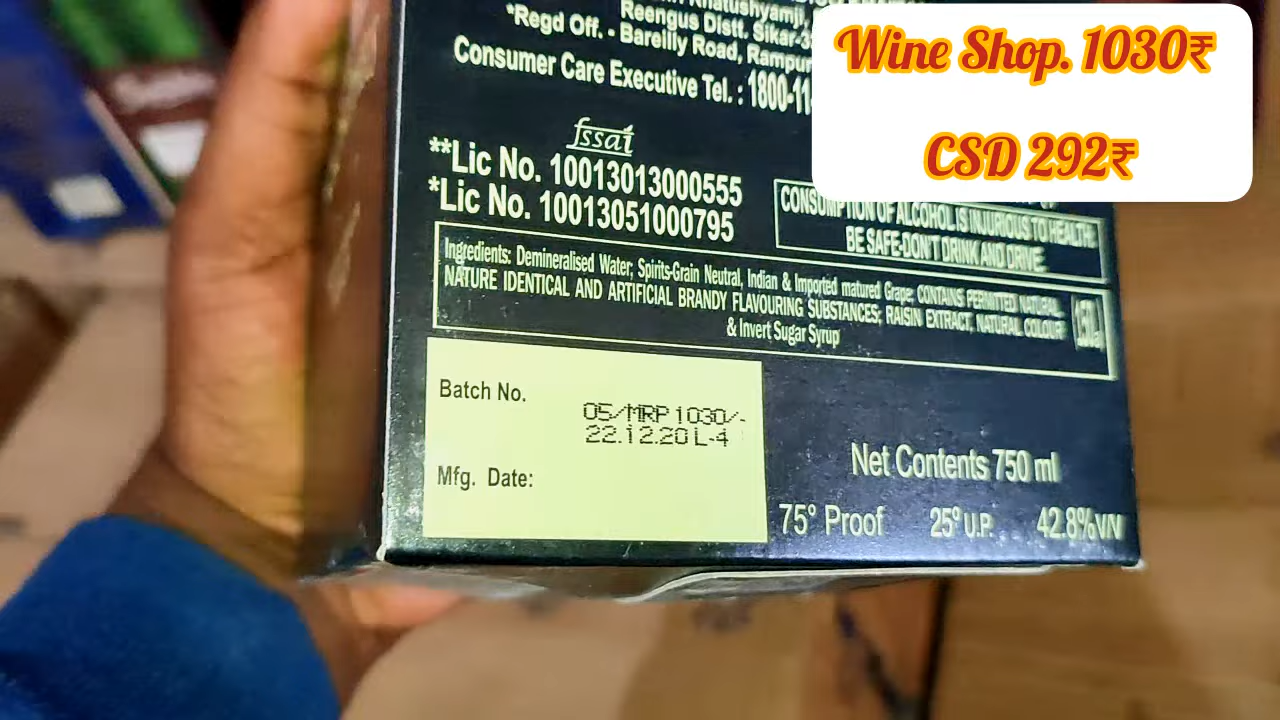 Khatushyamji,
Reengus Distt. Sikar-3
*Regd Off. - Bareilly Road, Rampur
Consumer Care Executive Tel. : 1800-11
Wine Shop. 1030₹
CSD 292₹
fssai
**Lic No. 10013013000555
*Lic No. 10013051000795
CONSUMPTION OF ALCOHOL IS INJURIOUS TO HEALTH.
BE SAFE-DON'T DRINK AND DRIVE.
Ingredients: Demineralised Water; Spirits-Grain Neutral, Indian & Imported matured Grape; CONTAINS PERMITTED NATURAL,
NATURE IDENTICAL AND ARTIFICIAL BRANDY FLAVOURING SUBSTANCES; RAISIN EXTRACT, NATURAL COLOUR
& Invert Sugar Syrup
Batch No.
05/MRP 1030/-
22.12.20 L-4
Mfg. Date:
Net Contents 750 ml
75° Proof 25° U.P. 42.8%V/V